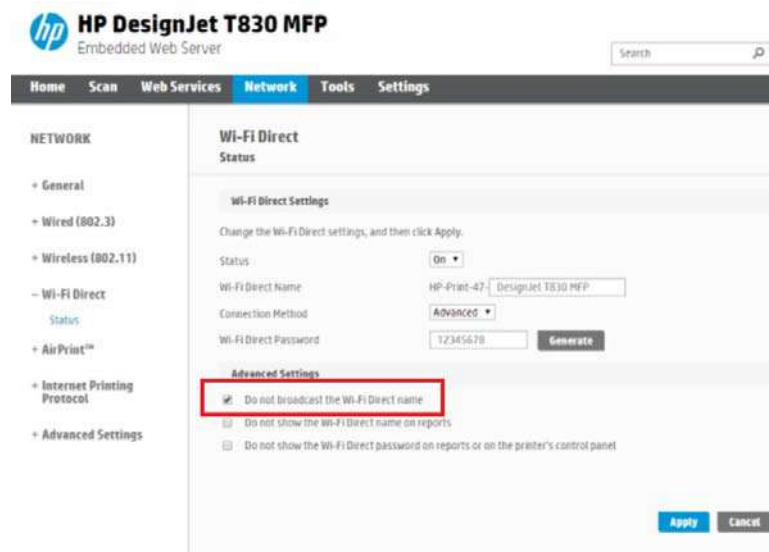 hp
HP DesignJet T830 MFP
Embedded Web Server
Search
Home Scan Web Services Network Tools Settings
NETWORK
+ General
+ Wired (802.3)
+ Wireless (802.11)
– Wi-Fi Direct
Status
+ AirPrint™
+ Internet Printing
Protocol
+ Advanced Settings
Wi-Fi Direct
Status
Wi-Fi Direct Settings
Change the Wi-Fi Direct settings, and then click Apply.
Status On
Wi-Fi Direct Name HP-Print-47- DesignJet T830 MFP
Connection Method Advanced
Wi-Fi Direct Password 12345678 Generate
Advanced Settings
Do not broadcast the Wi-Fi Direct name
Do not show the Wi-Fi Direct name on reports
Do not show the Wi-Fi Direct password on reports or on the printer's control panel
Apply Cancel